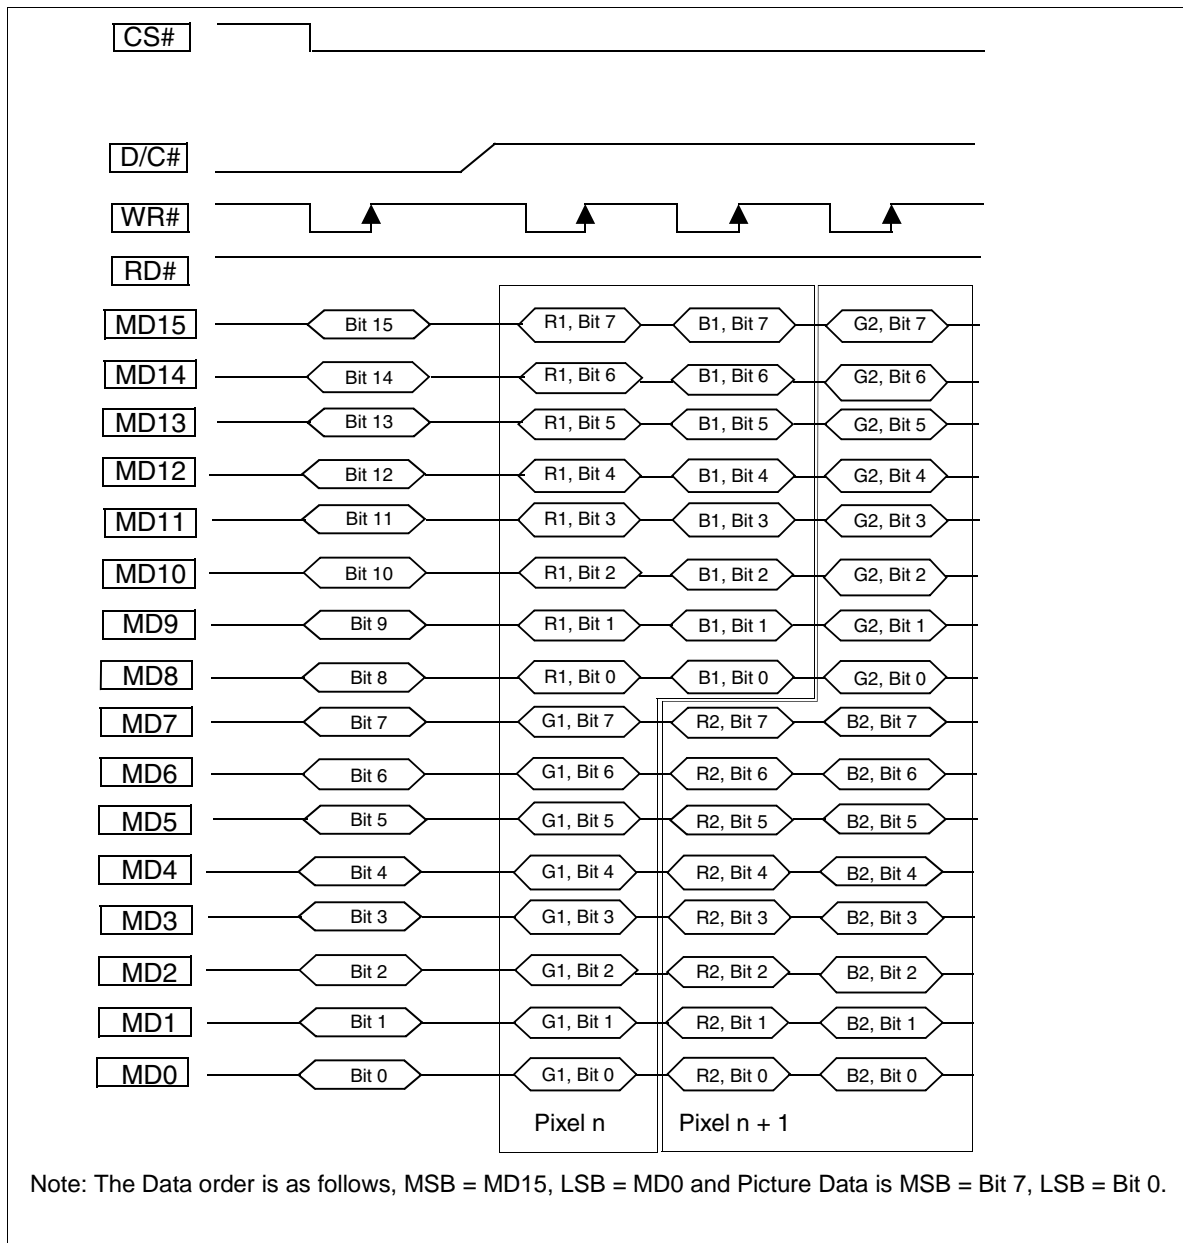 CS#
D/C#
WR#
RD#
MD15 Bit 15 R1, Bit 7 B1, Bit 7 G2, Bit 7
MD14 Bit 14 R1, Bit 6 B1, Bit 6 G2, Bit 6
MD13 Bit 13 R1, Bit 5 B1, Bit 5 G2, Bit 5
MD12 Bit 12 R1, Bit 4 B1, Bit 4 G2, Bit 4
MD11 Bit 11 R1, Bit 3 B1, Bit 3 G2, Bit 3
MD10 Bit 10 R1, Bit 2 B1, Bit 2 G2, Bit 2
MD9 Bit 9 R1, Bit 1 B1, Bit 1 G2, Bit 1
MD8 Bit 8 R1, Bit 0 B1, Bit 0 G2, Bit 0
MD7 Bit 7 G1, Bit 7 R2, Bit 7 B2, Bit 7
MD6 Bit 6 G1, Bit 6 R2, Bit 6 B2, Bit 6
MD5 Bit 5 G1, Bit 5 R2, Bit 5 B2, Bit 5
MD4 Bit 4 G1, Bit 4 R2, Bit 4 B2, Bit 4
MD3 Bit 3 G1, Bit 3 R2, Bit 3 B2, Bit 3
MD2 Bit 2 G1, Bit 2 R2, Bit 2 B2, Bit 2
MD1 Bit 1 G1, Bit 1 R2, Bit 1 B2, Bit 1
MD0 Bit 0 G1, Bit 0 R2, Bit 0 B2, Bit 0
Pixel n Pixel n + 1
Note: The Data order is as follows, MSB = MD15, LSB = MD0 and Picture Data is MSB = Bit 7, LSB = Bit 0.